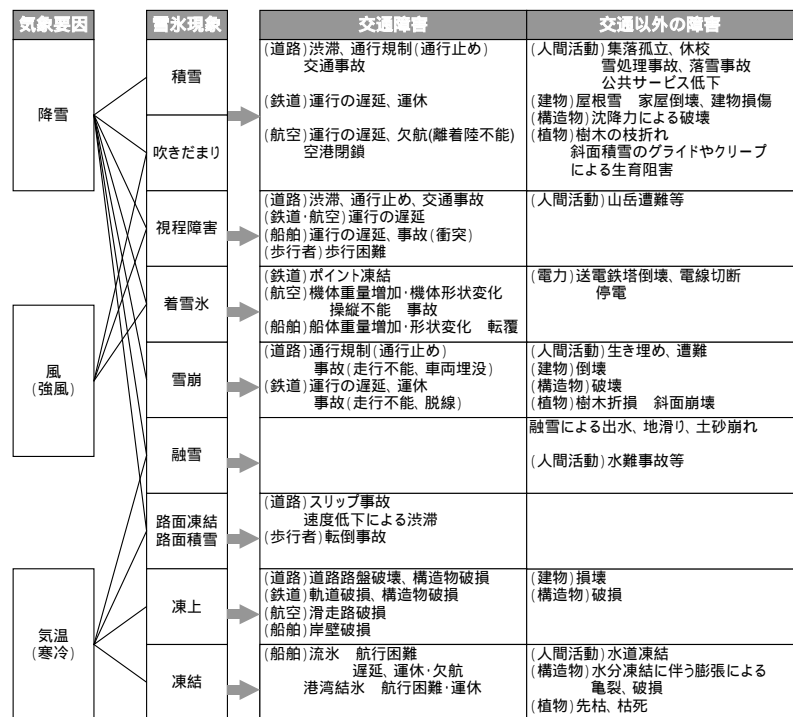 気象要因
雪氷現象
交通障害
交通以外の障害
降雪
風
(強風)
気温
(寒冷)
積雪
吹きだまり
視程障害
着雪氷
雪崩
融雪
路面凍結
路面積雪
凍上
凍結
(道路)渋滞、通行規制(通行止め)
交通事故
(鉄道)運行の遅延、運休
(航空)運行の遅延、欠航(離着陸不能)
空港閉鎖
(人間活動)集落孤立、休校
雪処理事故、落雪事故
公共サービス低下
(建物)屋根雪　家屋倒壊、建物損傷
(構造物)沈降力による破壊
(植物)樹木の枝折れ
斜面積雪のグライドやクリープ
による生育阻害
(道路)渋滞、通行止め、交通事故
(鉄道･航空)運行の遅延
(船舶)運行の遅延、事故(衝突)
(歩行者)歩行困難
(人間活動)山岳遭難等
(鉄道)ポイント凍結
(航空)機体重量増加･機体形状変化
操縦不能　事故
(船舶)船体重量増加･形状変化　転覆
(電力)送電鉄塔倒壊、電線切断
停電
(道路)通行規制(通行止め)
事故(走行不能、車両埋没)
(鉄道)運行の遅延、運休
事故(走行不能、脱線)
(人間活動)生き埋め、遭難
(建物)倒壊
(構造物)破壊
(植物)樹木折損　斜面崩壊
融雪による出水、地滑り、土砂崩れ
(人間活動)水難事故等
(道路)スリップ事故
速度低下による渋滞
(歩行者)転倒事故
(道路)道路路盤破壊、構造物破損
(鉄道)軌道破損、構造物破損
(航空)滑走路破損
(船舶)岸壁破損
(建物)損壊
(構造物)破損
(船舶)流氷　航行困難
遅延、運休･欠航
港湾結氷　航行困難･運休
(人間活動)水道凍結
(構造物)水分凍結に伴う膨張による
亀裂、破損
(植物)先枯、枯死